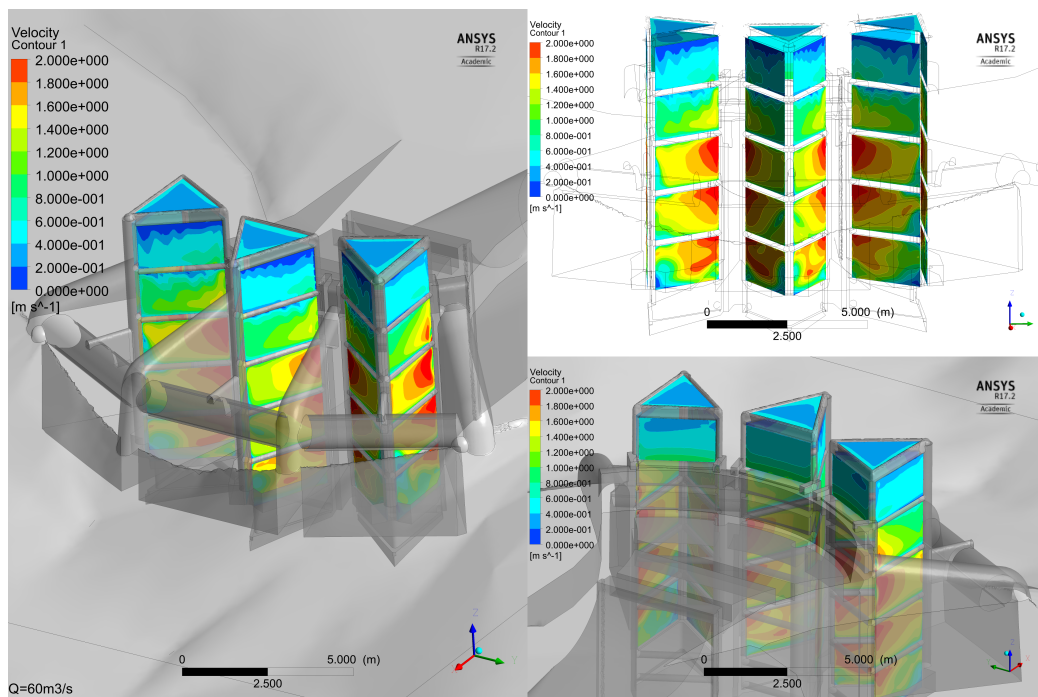 Velocity
Contour 1
2.000e+000
1.800e+000
1.600e+000
1.400e+000
1.200e+000
1.000e+000
8.000e-001
6.000e-001
4.000e-001
2.000e-001
0.000e+000
[m s^-1]
ANSYS
R17.2
Academic
0
5.000
(m)
2.500
Z
Y
Q=60m3/s
Velocity
Contour 1
2.000e+000
1.800e+000
1.600e+000
1.400e+000
1.200e+000
1.000e+000
8.000e-001
6.000e-001
4.000e-001
2.000e-001
0.000e+000
[m s^-1]
ANSYS
R17.2
Academic
0
5.000
(m)
2.500
Z
Velocity
Contour 1
2.000e+000
1.800e+000
1.600e+000
1.400e+000
1.200e+000
1.000e+000
8.000e-001
6.000e-001
4.000e-001
2.000e-001
0.000e+000
[m s^-1]
ANSYS
R17.2
Academic
0
5.000
(m)
2.500